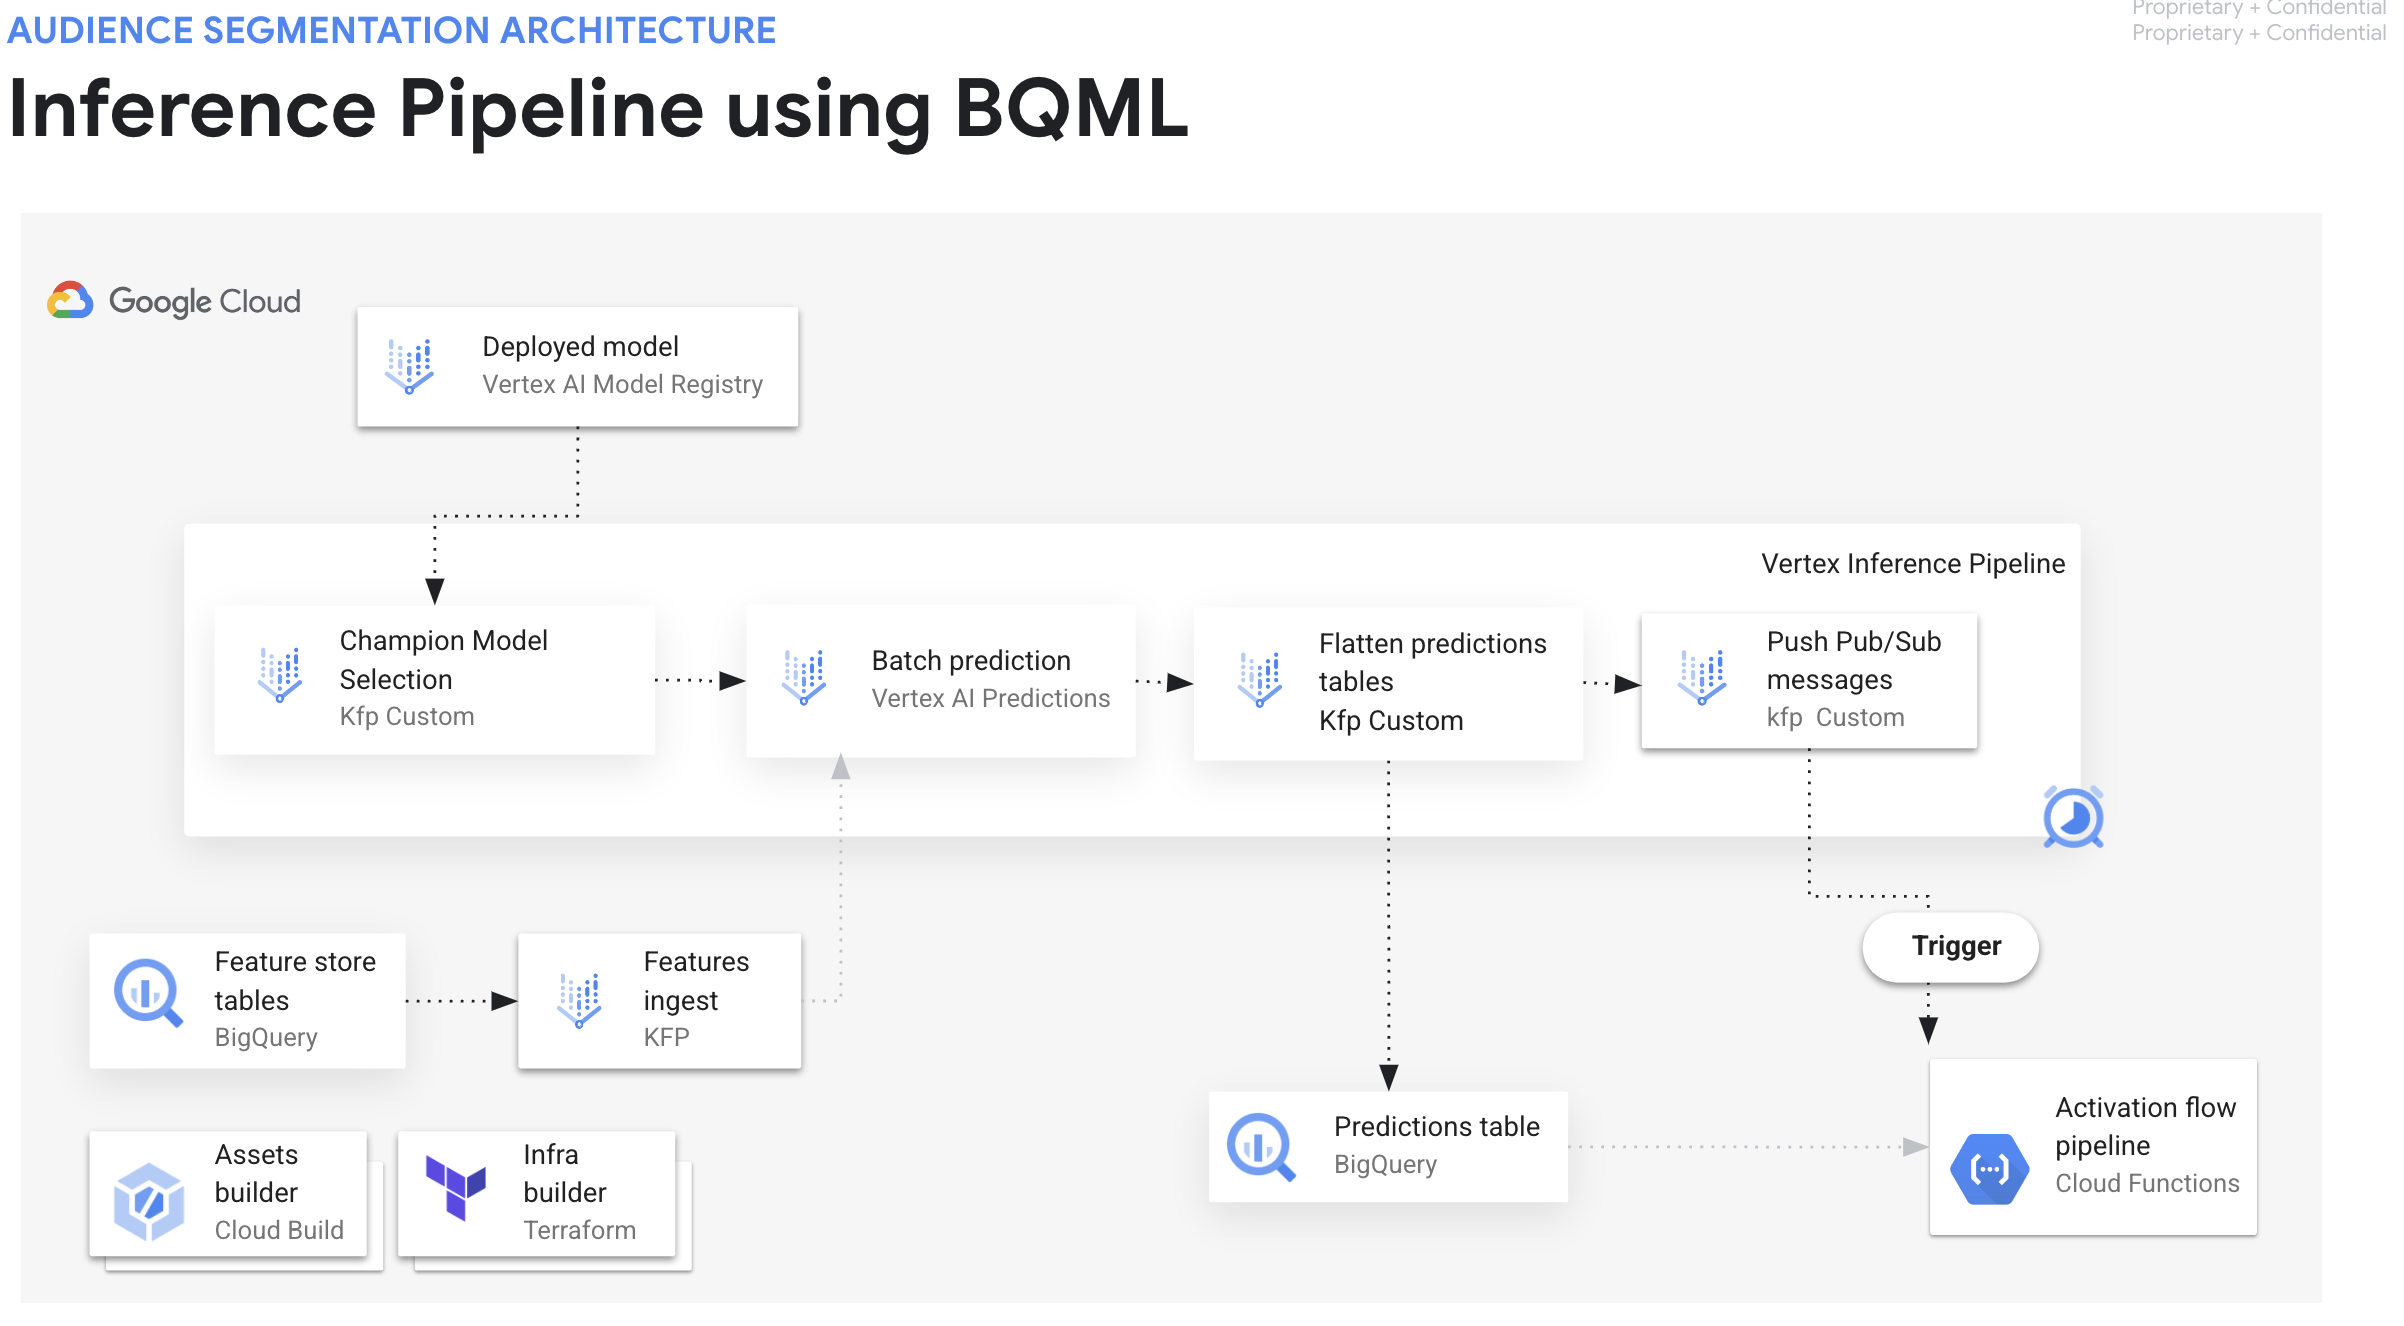 Proprietary + Confidential
AUDIENCE SEGMENTATION ARCHITECTURE
Proprietary + Confidential
Inference Pipeline using BQML
Google Cloud
Deployed model
Vertex AI Model Registry
Vertex Inference Pipeline
Champion Model
Selection
Kfp Custom
Batch prediction
Vertex AI Predictions
Flatten predictions
tables
Kfp Custom
Push Pub/Sub
messages
kfp Custom
Feature store
tables
BigQuery
Features
ingest
KFP
Trigger
Assets
builder
Cloud Build
Infra
builder
Terraform
Predictions table
BigQuery
Activation flow
pipeline
Cloud Functions